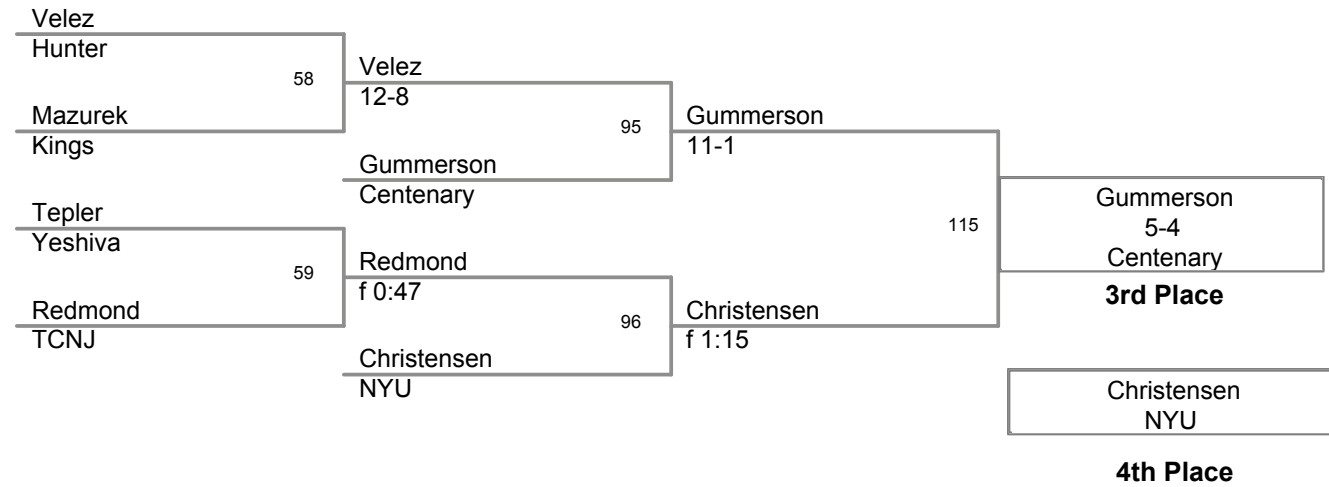 Velez
Hunter
58
Velez
12-8
Mazurek
Kings
95
Gummerson
11-1
Gummerson
Centenary
Tepler
Yeshiva
59
Redmond
f 0:47
Redmond
TCNJ
96
Christensen
f 1:15
Christensen
NYU
115
Gummerson
5-4
Centenary
3rd Place
Christensen
NYU
4th Place